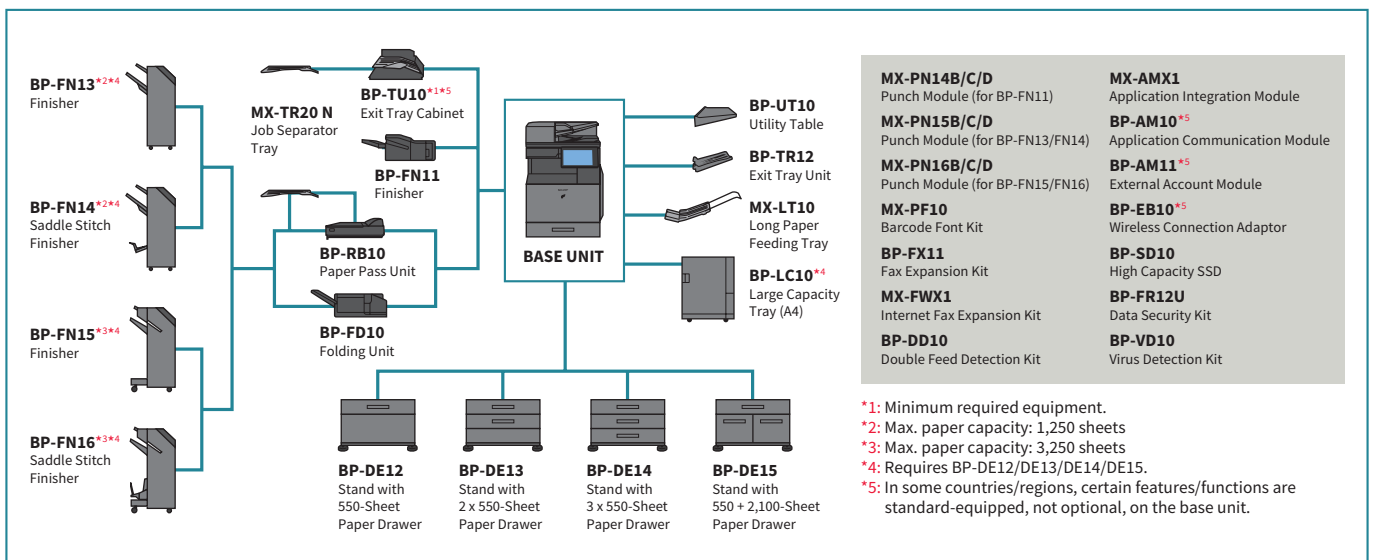 BP-FN13*2*4
Finisher
BP-FN14*2*4
Saddle Stitch
Finisher
BP-FN15*3*4
Finisher
BP-FN16*3*4
Saddle Stitch
Finisher
MX-TR20 N
Job Separator
Tray
BP-TU10*1*5
Exit Tray Cabinet
BP-FN11
Finisher
BP-RB10
Paper Pass Unit
BP-FD10
Folding Unit
BASE UNIT
BP-UT10
Utility Table
BP-TR12
Exit Tray Unit
MX-LT10
Long Paper
Feeding Tray
BP-LC10*4
Large Capacity
Tray (A4)
BP-DE12
Stand with
550-Sheet
Paper Drawer
BP-DE13
Stand with
2 x 550-Sheet
Paper Drawer
BP-DE14
Stand with
3 x 550-Sheet
Paper Drawer
BP-DE15
Stand with
550 + 2,100-Sheet
Paper Drawer
MX-PN14B/C/D
Punch Module (for BP-FN11)
MX-PN15B/C/D
Punch Module (for BP-FN13/FN14)
MX-PN16B/C/D
Punch Module (for BP-FN15/FN16)
MX-PF10
Barcode Font Kit
BP-FX11
Fax Expansion Kit
MX-FWX1
Internet Fax Expansion Kit
BP-DD10
Double Feed Detection Kit
MX-AMX1
Application Integration Module
BP-AM10*5
Application Communication Module
BP-AM11*5
External Account Module
BP-EB10*5
Wireless Connection Adaptor
BP-SD10
High Capacity SSD
BP-FR12U
Data Security Kit
BP-VD10
Virus Detection Kit
*1: Minimum required equipment.
*2: Max. paper capacity: 1,250 sheets
*3: Max. paper capacity: 3,250 sheets
*4: Requires BP-DE12/DE13/DE14/DE15.
*5: In some countries/regions, certain features/functions are
standard-equipped, not optional, on the base unit.